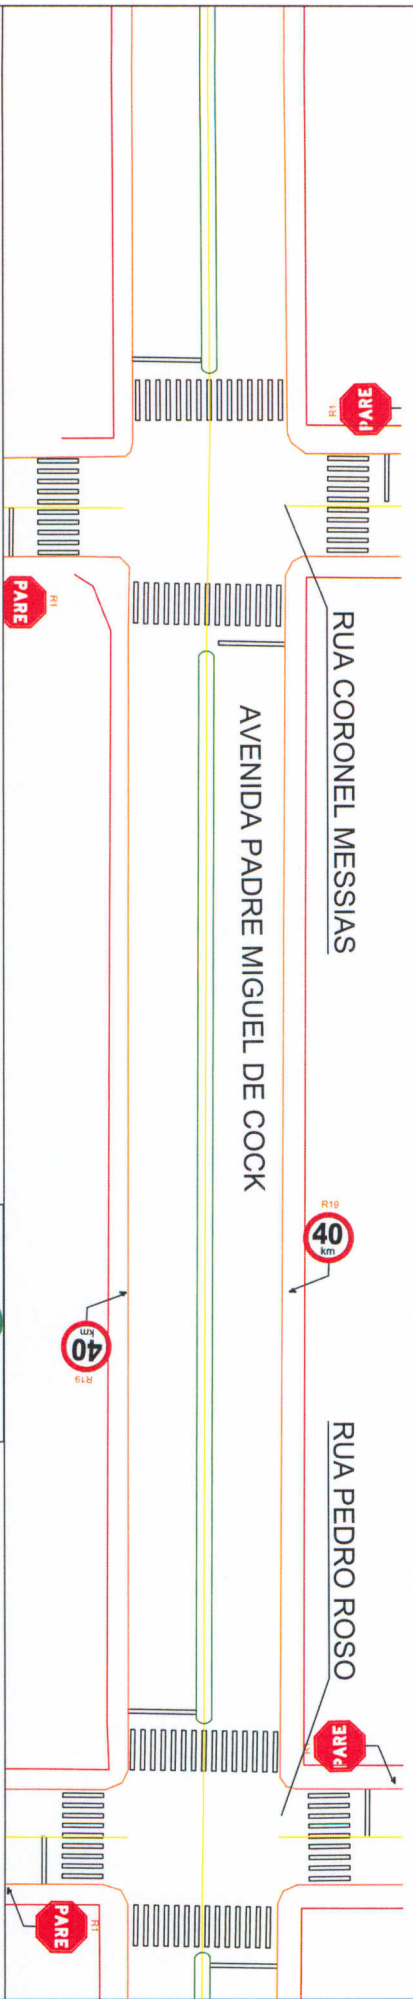 PARE
R1
RUA CORONEL MESSIAS
PARE
R1
AVENIDA PADRE MIGUEL DE COCK
R19
40
km
40
km
R19
RUA PEDRO ROSO
PARE
PARE
R1